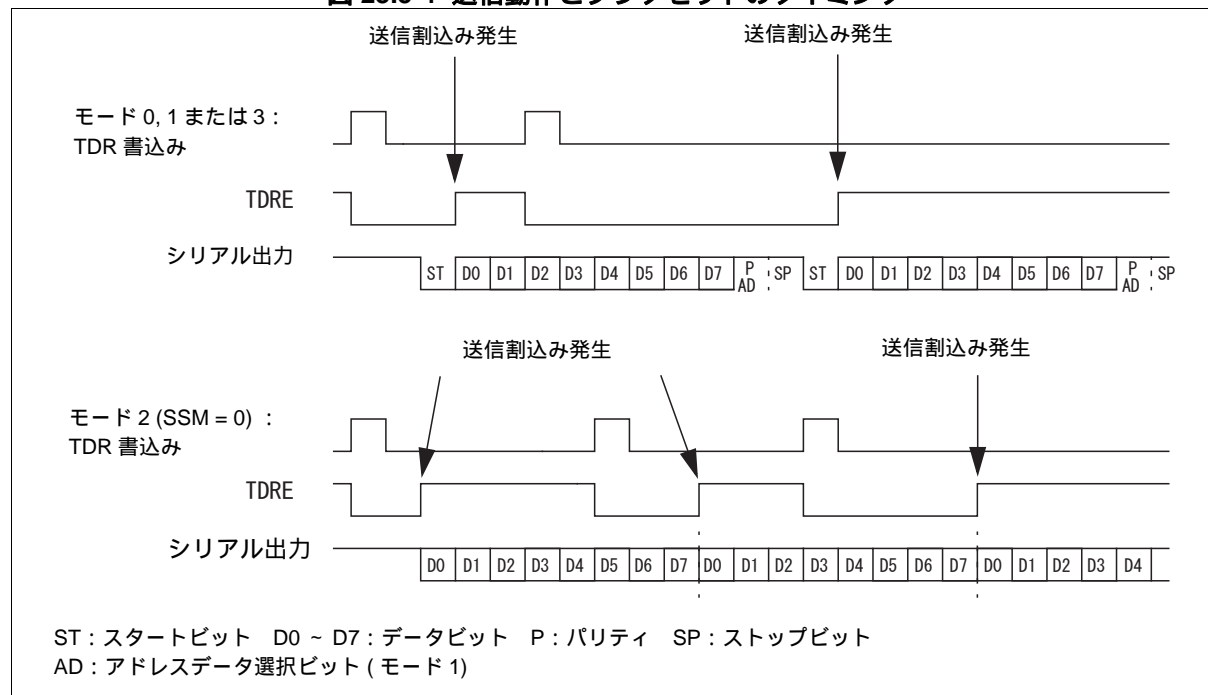 送信割込み発生 送信割込み発生
モード 0, 1 または 3 :
TDR 書込み
TDRE
シリアル出力
ST D0 D1 D2 D3 D4 D5 D6 D7 P AD SP ST D0 D1 D2 D3 D4 D5 D6 D7 P AD SP
送信割込み発生 送信割込み発生
モード 2 (SSM = 0) :
TDR 書込み
TDRE
シリアル出力
D0 D1 D2 D3 D4 D5 D6 D7 D0 D1 D2 D3 D4 D5 D6 D7 D0 D1 D2 D3 D4
ST : スタートビット D0 ~ D7 : データビット P : パリティ SP : ストップビット
AD : アドレスデータ選択ビット ( モード 1)